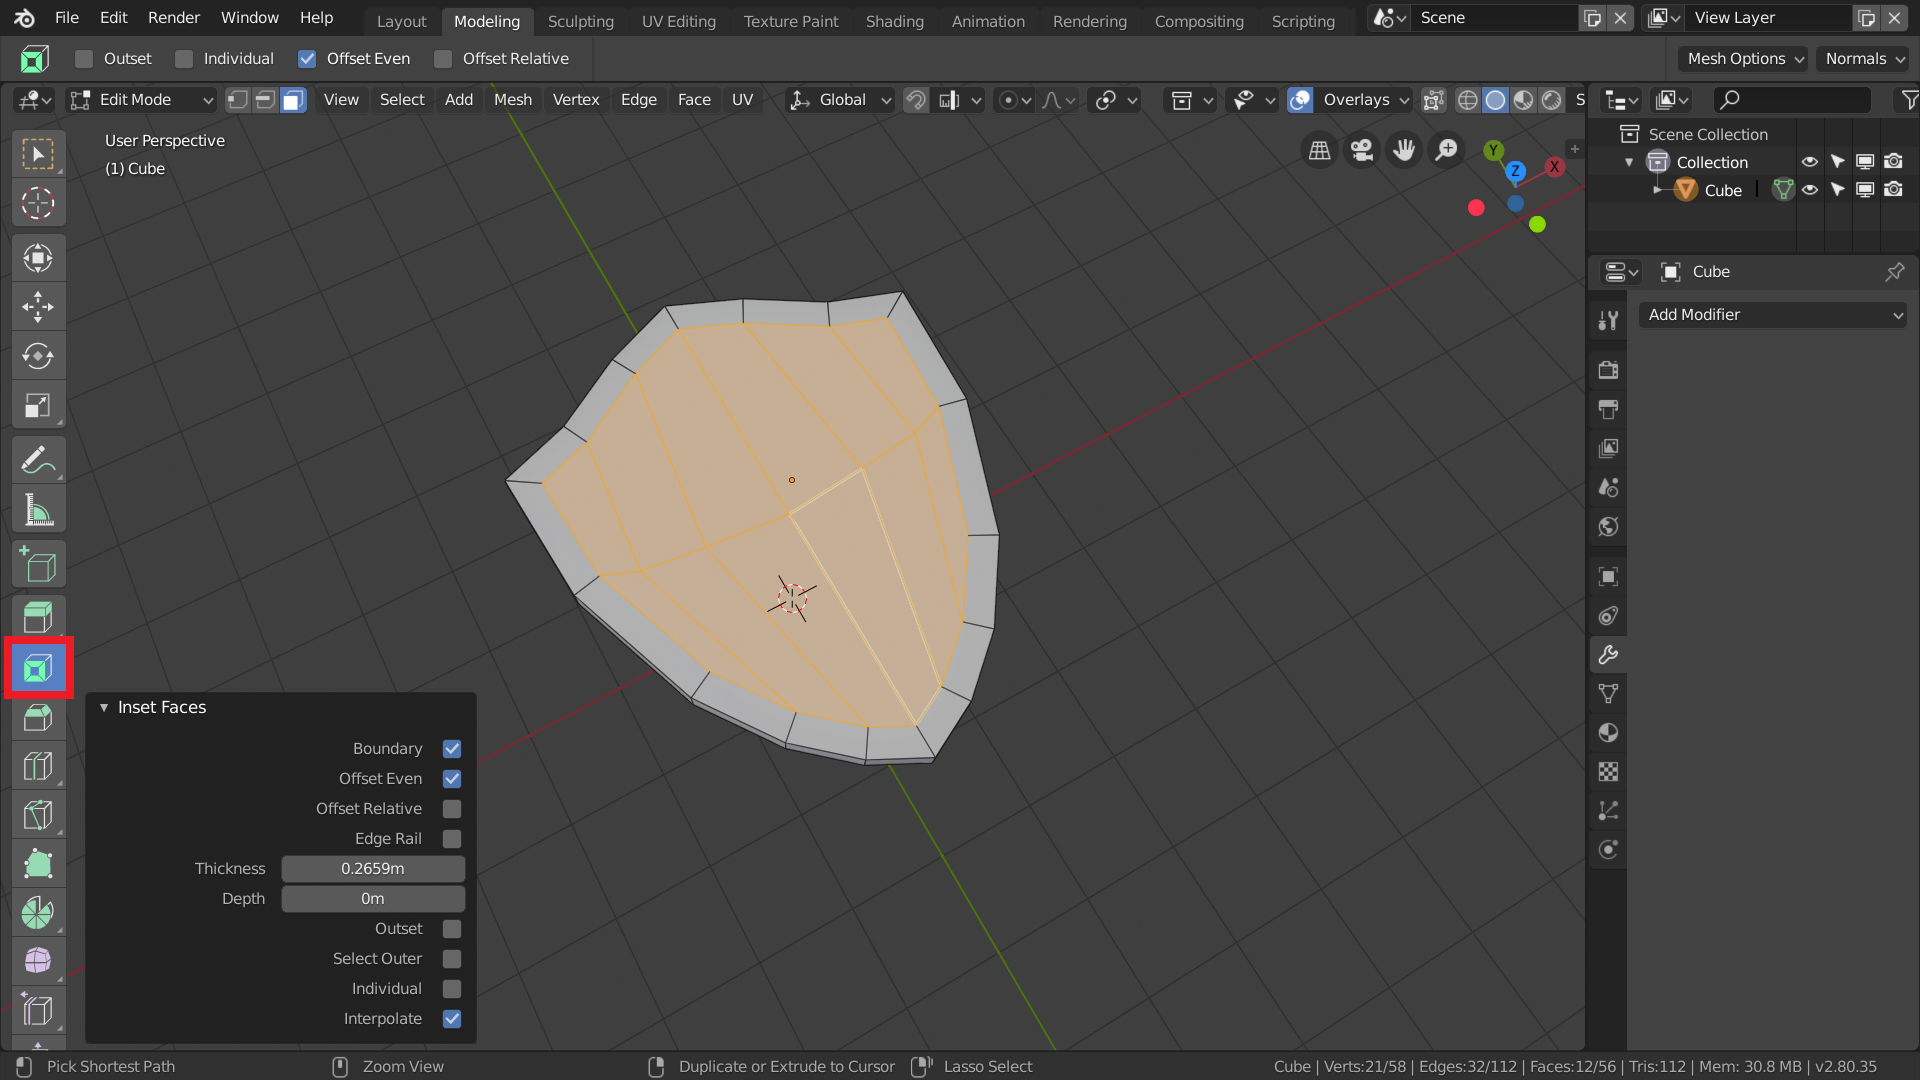 File Edit Render Window Help Layout Modeling Sculpting UV Editing Texture Paint Shading Animation Rendering Compositing Scripting Scene View Layer
Outset Individual Offset Even Offset Relative Mesh Options Normals
Edit Mode View Select Add Mesh Vertex Edge Face UV Global Overlays S
User Perspective
(1) Cube
Y
X
Z
Scene Collection
Collection
Cube
Cube
Add Modifier
Inset Faces
Boundary
Offset Even
Offset Relative
Edge Rail
Thickness 0.2659m
Depth 0m
Outset
Select Outer
Individual
Interpolate
Pick Shortest Path Zoom View Duplicate or Extrude to Cursor Lasso Select Cube | Verts:21/58 | Edges:32/112 | Faces:12/56 | Tris:112 | Mem: 30.8 MB | v2.80.35